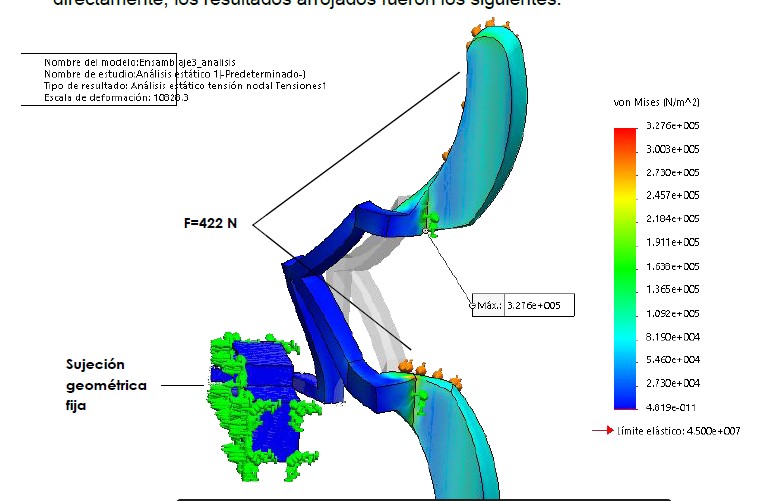 directamente, los resultados arrojados fueron los siguientes:
Nombre del modelo:Ensamblaje3_analisis
Nombre de estudio:Análisis estático 1(-Predeterminado-)
Tipo de resultado: Análisis estático tensión nodal Tensiones1
Escala de deformación: 10828.3
von Mises (N/m^2)
3.276e+005
3.003e+005
2.730e+005
2.457e+005
2.184e+005
1.911e+005
1.638e+005
1.365e+005
1.092e+005
8.190e+004
5.460e+004
2.730e+004
4.819e-011
Límite elástico: 4.500e+007
F=422 N
Máx.: 3.276e+005
Sujeción
geométrica
fija